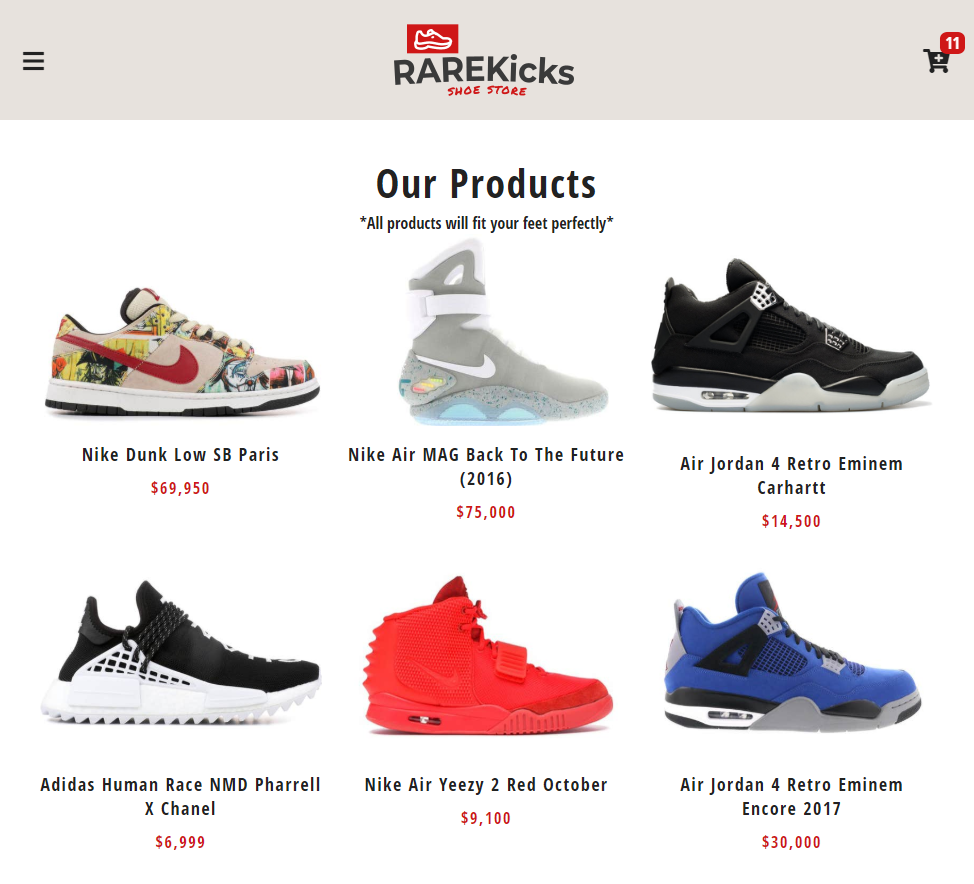 11
RAREKicks
SHOE STORE
Our Products
*All products will fit your feet perfectly*
Nike Dunk Low SB Paris
$69,950
Nike Air MAG Back To The Future
(2016)
$75,000
Air Jordan 4 Retro Eminem
Carhartt
$14,500
Adidas Human Race NMD Pharrell
X Chanel
$6,999
Nike Air Yeezy 2 Red October
$9,100
Air Jordan 4 Retro Eminem
Encore 2017
$30,000